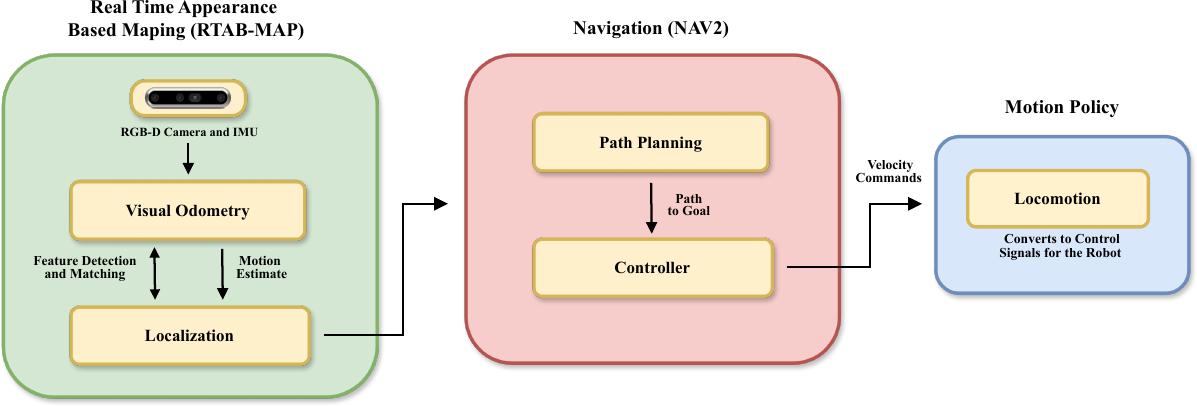 Real Time Appearance
Based Maping (RTAB-MAP)
RGB-D Camera and IMU
Visual Odometry
Feature Detection
and Matching
Motion
Estimate
Localization
Navigation (NAV2)
Path Planning
Path
to Goal
Controller
Velocity
Commands
Motion Policy
Locomotion
Converts to Control
Signals for the Robot